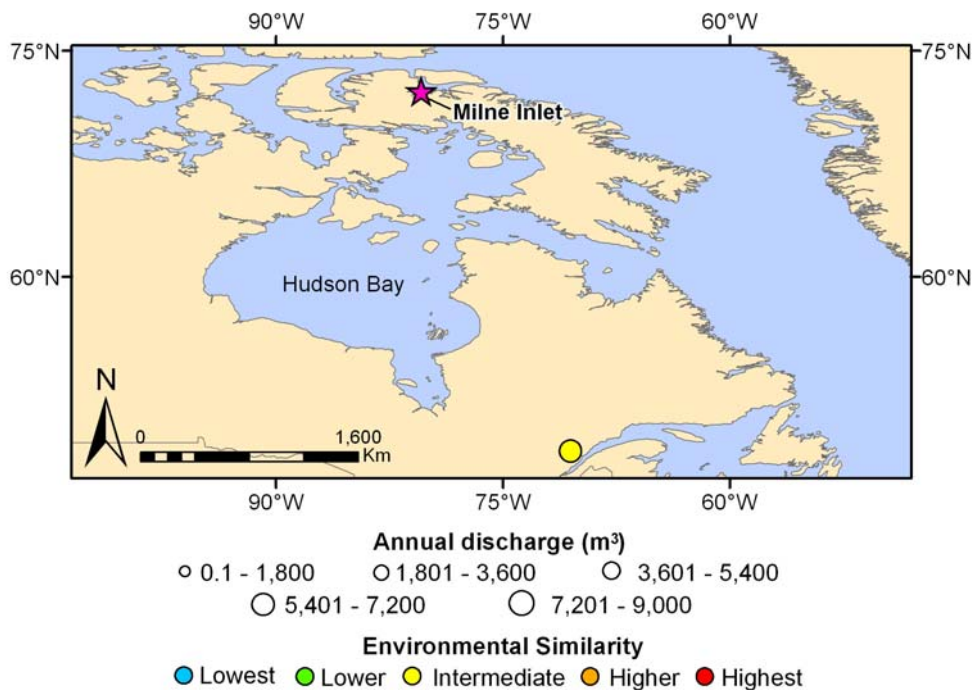 90°W 75°W 60°W
75°N 75°N
Milne Inlet
60°N 60°N
Hudson Bay
N
0 1,600
Km
90°W 75°W 60°W
Annual discharge (m³)
0.1 - 1,800 1,801 - 3,600 3,601 - 5,400
5,401 - 7,200 7,201 - 9,000
Environmental Similarity
Lowest Lower Intermediate Higher Highest